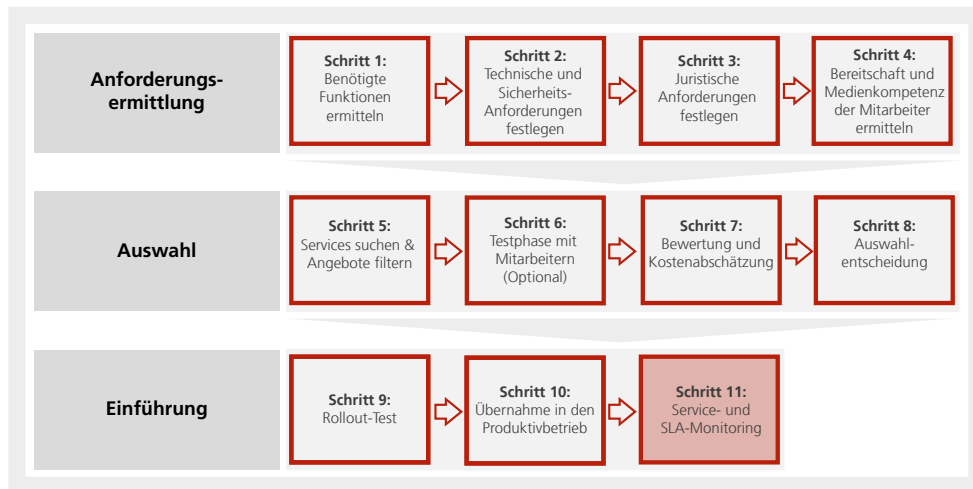 Anforderungs-
ermittlung
Schritt 1:
Benötigte
Funktionen
ermitteln
Schritt 2:
Technische und
Sicherheits-
Anforderungen
festlegen
Schritt 3:
Juristische
Anforderungen
festlegen
Schritt 4:
Bereitschaft und
Medienkompetenz
der Mitarbeiter
ermitteln
Auswahl
Schritt 5:
Services suchen &
Angebote filtern
Schritt 6:
Testphase mit
Mitarbeitern
(Optional)
Schritt 7:
Bewertung und
Kostenabschätzung
Schritt 8:
Auswahl-
entscheidung
Einführung
Schritt 9:
Rollout-Test
Schritt 10:
Übernahme in den
Produktivbetrieb
Schritt 11:
Service- und
SLA-Monitoring